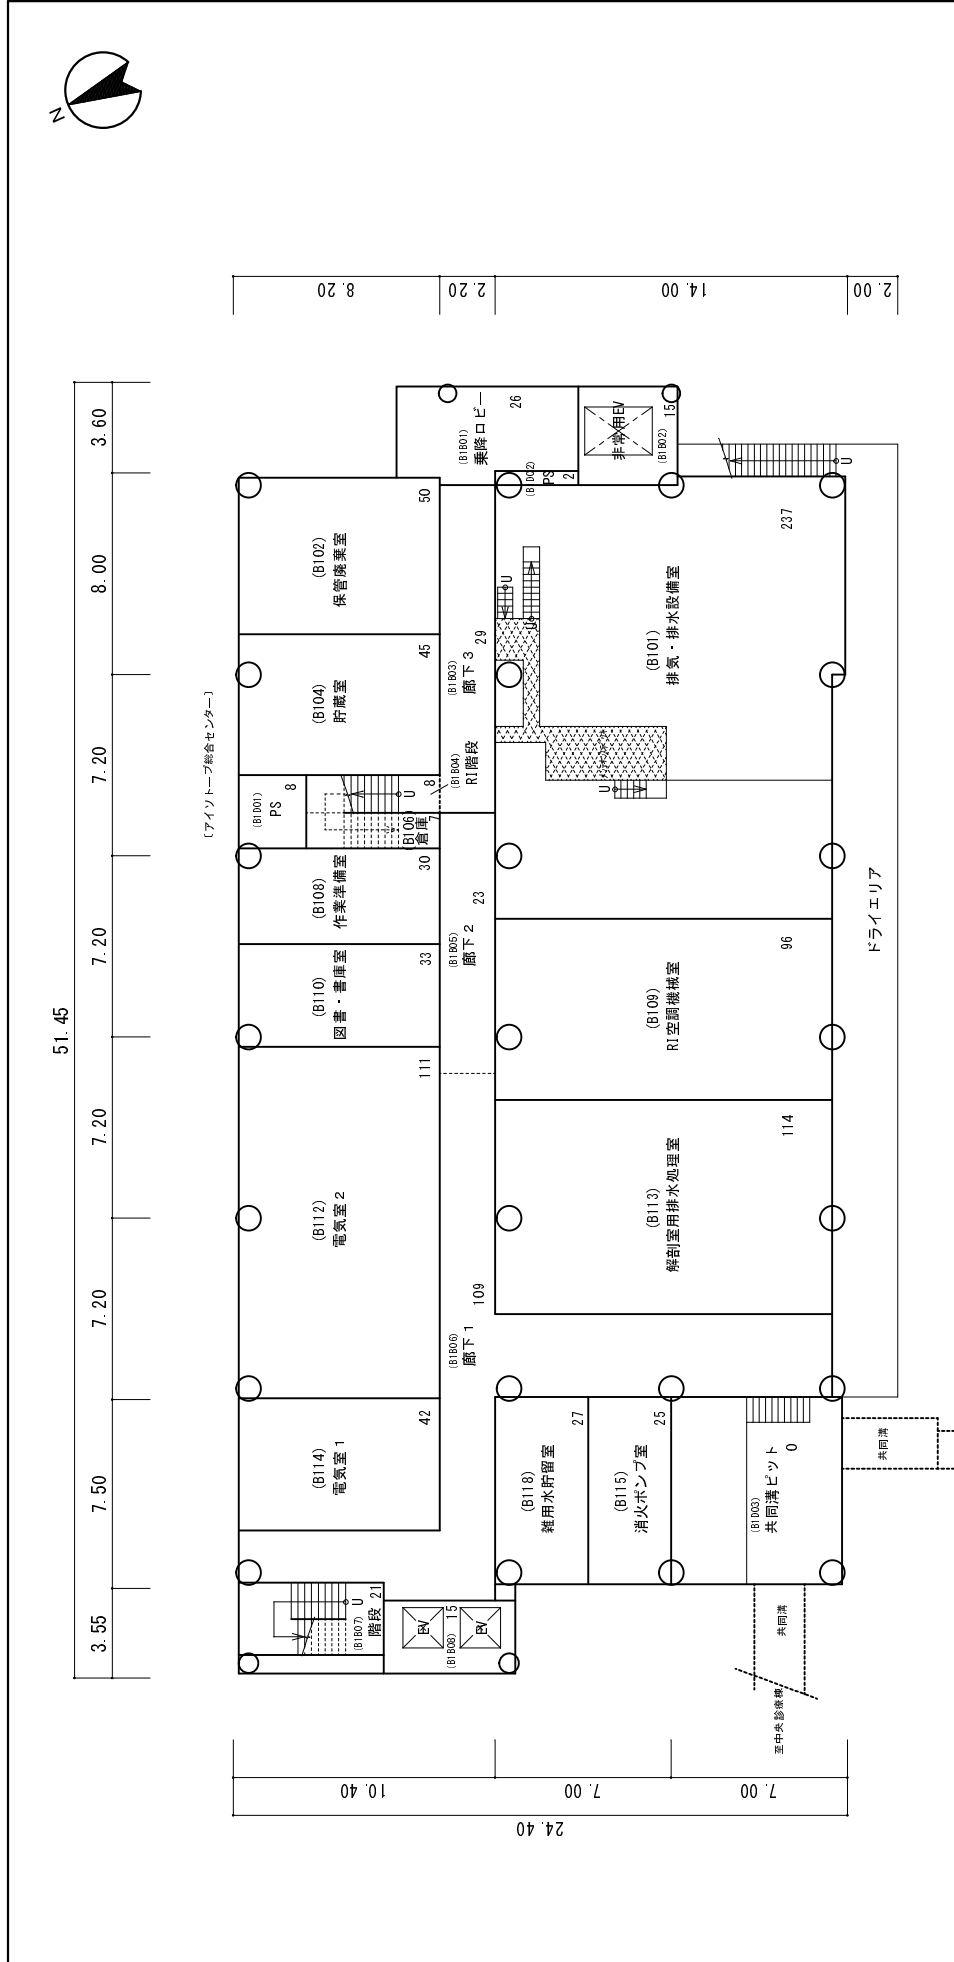 N
8.20
2.20
14.00
2.00
51.45
3.60
8.00
7.20
7.20
7.20
7.20
7.50
3.55
(B1B01)
乗降ロビー
26
非常用EV
15
(B1B02)
(B1D02)
PS
2
U
(B102)
保管廃棄室
50
(B104)
貯蔵室
45
(B1B03)
廊下3
29
U
U
237
(B101)
排気・排水設備室
U
[アイソトープ総合センター]
(B1D01)
PS
8
U
8
(B1B04)
RI階段
(B106)
倉庫
7
(B108)
作業準備室
30
(B110)
図書・書庫室
33
(B1B05)
廊下2
23
(B109)
RI空調機械室
96
ドライエリア
(B112)
電気室2
111
(B113)
解剖室用排水処理室
114
(B1B06)
廊下1
109
(B114)
電気室1
42
(B118)
雑用水貯留室
27
(B115)
消火ポンプ室
25
(B1D03)
共同溝ピット
0
共同溝
U
(B1B07)
階段
21
EV
EV
(B1B08)
15
共同溝
至中央診療棟
10.40
7.00
7.00
24.40